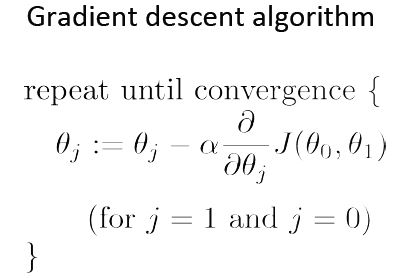 Gradient descent algorithm
repeat until convergence {
θ_j := θ_j − α ∂/∂θ_j J(θ_0, θ_1)
(for j = 1 and j = 0)
}